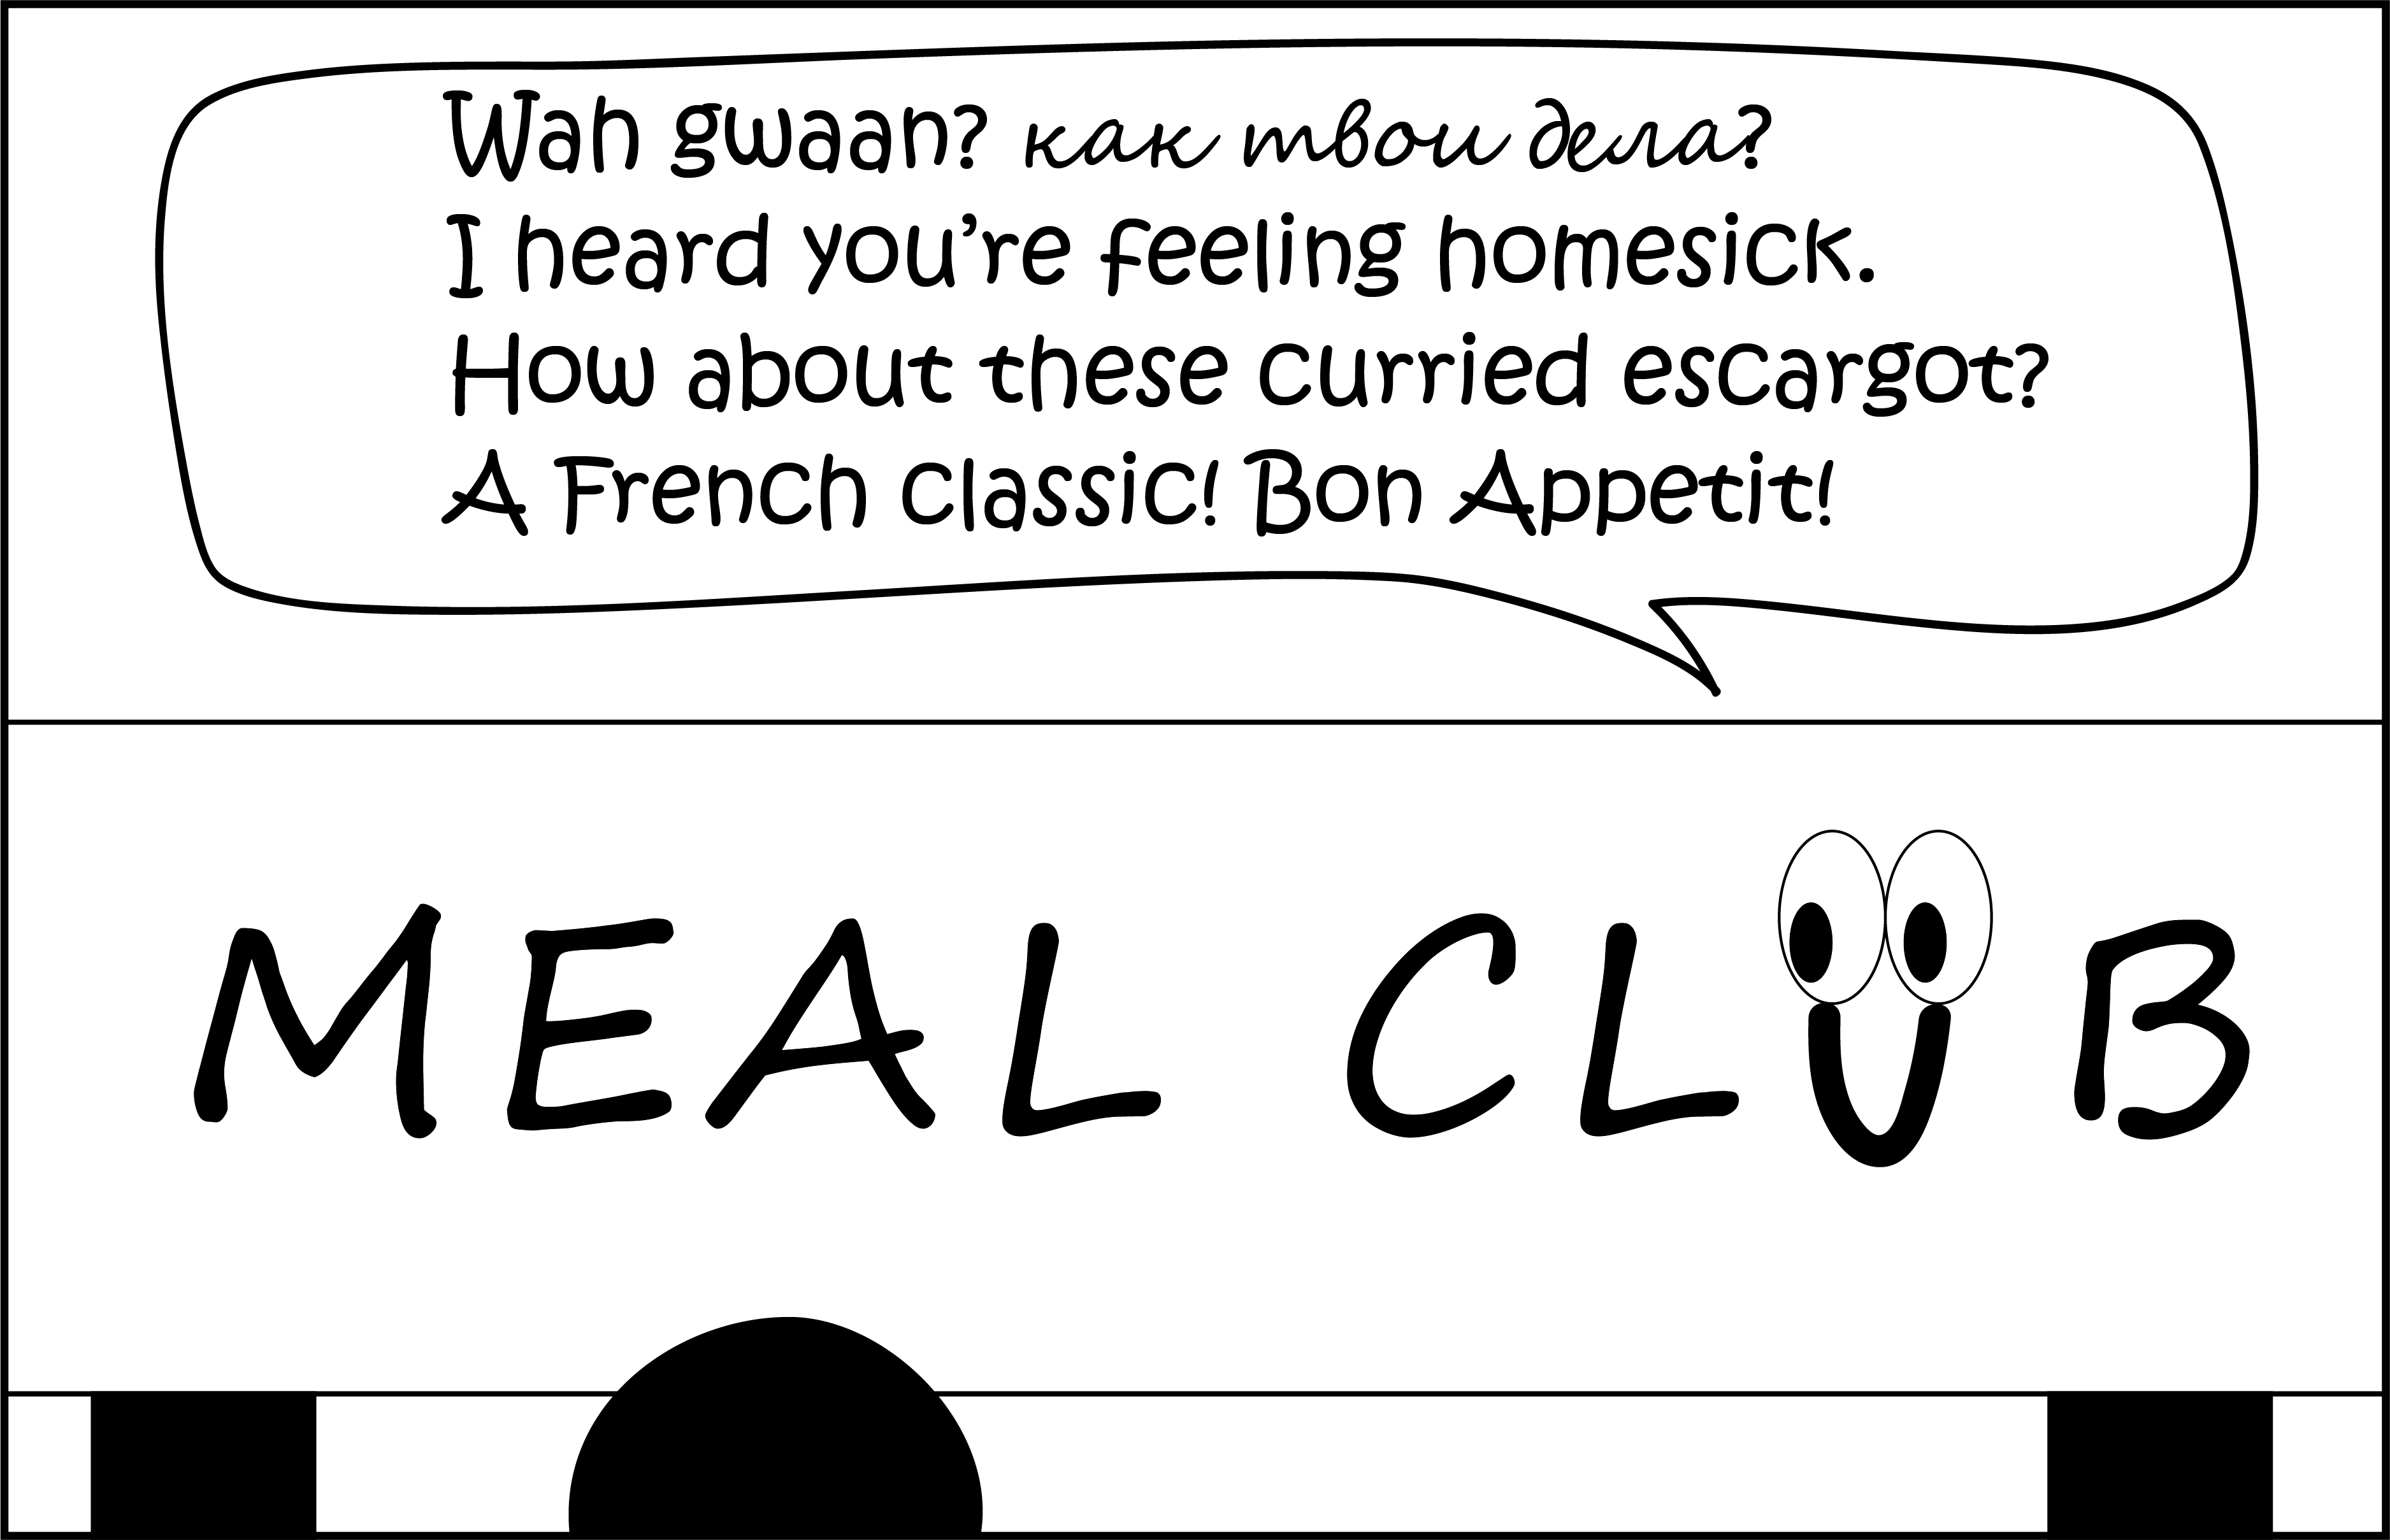 Wah gwaan? как твои дела?
I heard you're feeling homesick.
How about these curried escargot?
A French classic! Bon Appetit!
MEAL CLUB